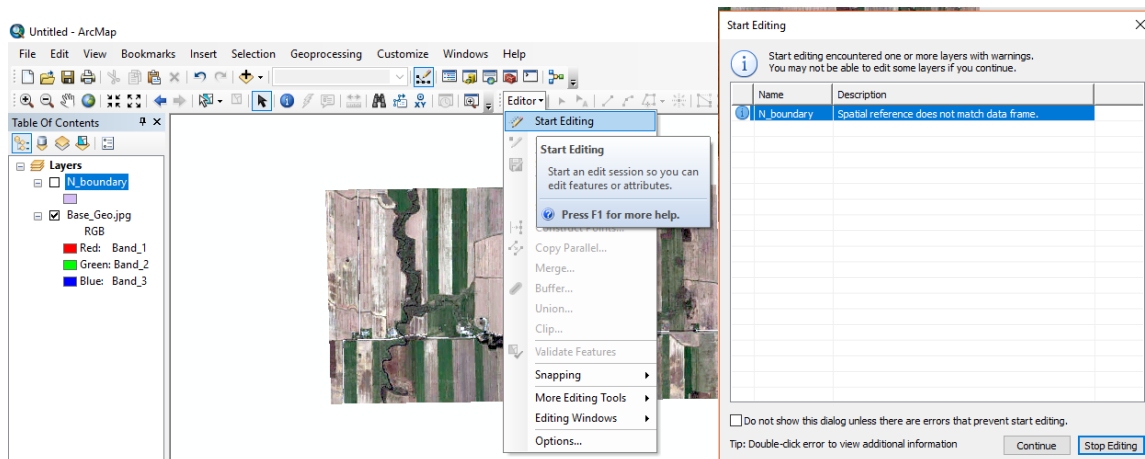 Untitled - ArcMap
File Edit View Bookmarks Insert Selection Geoprocessing Customize Windows Help
Editor
Table Of Contents
Layers
N_boundary
Base_Geo.jpg
RGB
Red: Band_1
Green: Band_2
Blue: Band_3
Start Editing
Start Editing
Start an edit session so you can
edit features or attributes.
Press F1 for more help.
Construct Points...
Copy Parallel...
Merge...
Buffer...
Union...
Clip...
Validate Features
Snapping
More Editing Tools
Editing Windows
Options...
Start Editing
Start editing encountered one or more layers with warnings.
You may not be able to edit some layers if you continue.
Name Description
N_boundary Spatial reference does not match data frame.
Do not show this dialog unless there are errors that prevent start editing.
Tip: Double-click error to view additional information
Continue Stop Editing